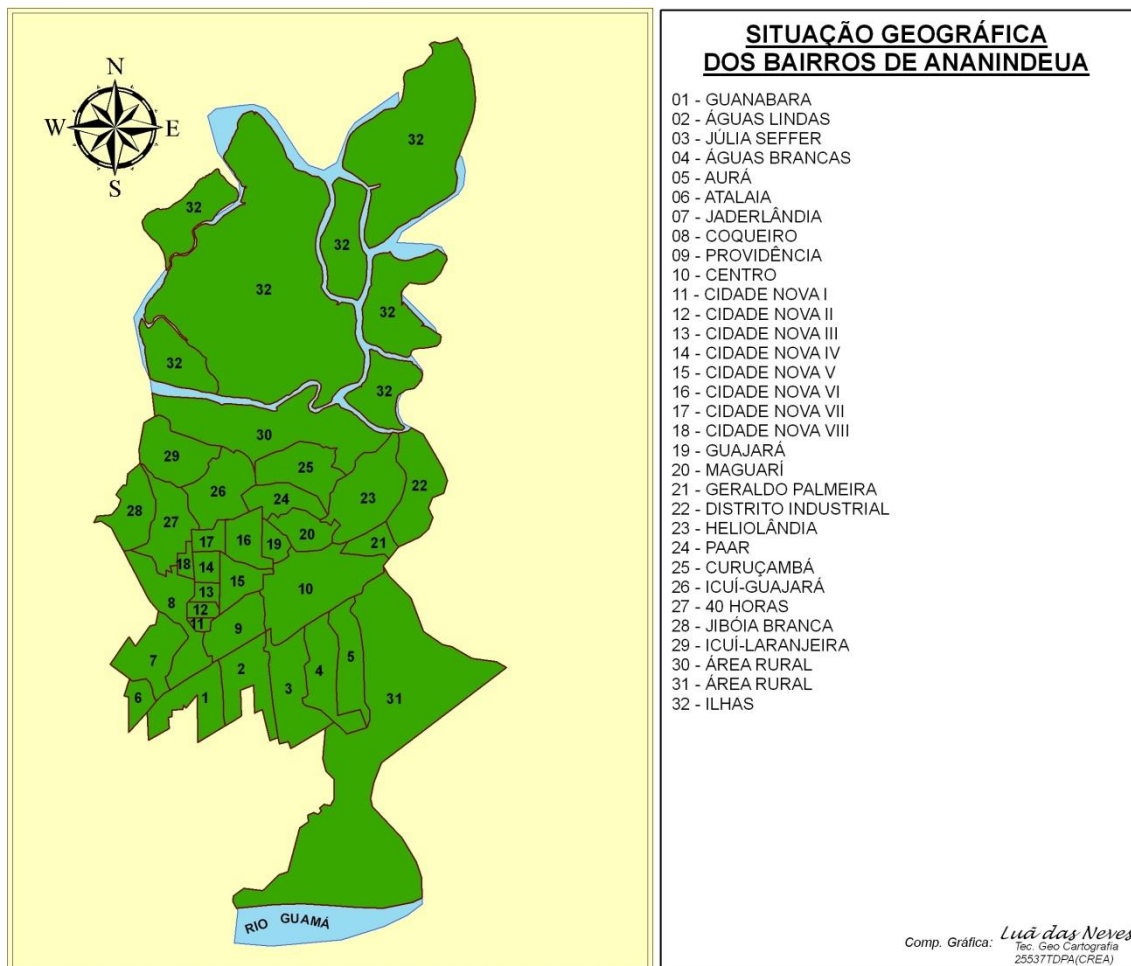 N
W E
S
32
32
32
32
32
32
32
30
29
25
26
22
28
24
23
27
20
17
16
19
21
18
14
15
10
13
8
12
11
9
7
2
5
4
6
1
3
31
RIO GUAMÁ
SITUAÇÃO GEOGRÁFICA
DOS BAIRROS DE ANANINDEUA
01 - GUANABARA
02 - ÁGUAS LINDAS
03 - JÚLIA SEFFER
04 - ÁGUAS BRANCAS
05 - AURÁ
06 - ATALAIA
07 - JADERLÂNDIA
08 - COQUEIRO
09 - PROVIDÊNCIA
10 - CENTRO
11 - CIDADE NOVA I
12 - CIDADE NOVA II
13 - CIDADE NOVA III
14 - CIDADE NOVA IV
15 - CIDADE NOVA V
16 - CIDADE NOVA VI
17 - CIDADE NOVA VII
18 - CIDADE NOVA VIII
19 - GUAJARÁ
20 - MAGUARÍ
21 - GERALDO PALMEIRA
22 - DISTRITO INDUSTRIAL
23 - HELIOLÂNDIA
24 - PAAR
25 - CURUÇAMBÁ
26 - ICUÍ-GUAJARÁ
27 - 40 HORAS
28 - JIBÓIA BRANCA
29 - ICUÍ-LARANJEIRA
30 - ÁREA RURAL
31 - ÁREA RURAL
32 - ILHAS
Comp. Gráfica: Luã das Neves
Tec. Geo Cartografia
25537TDPA(CREA)